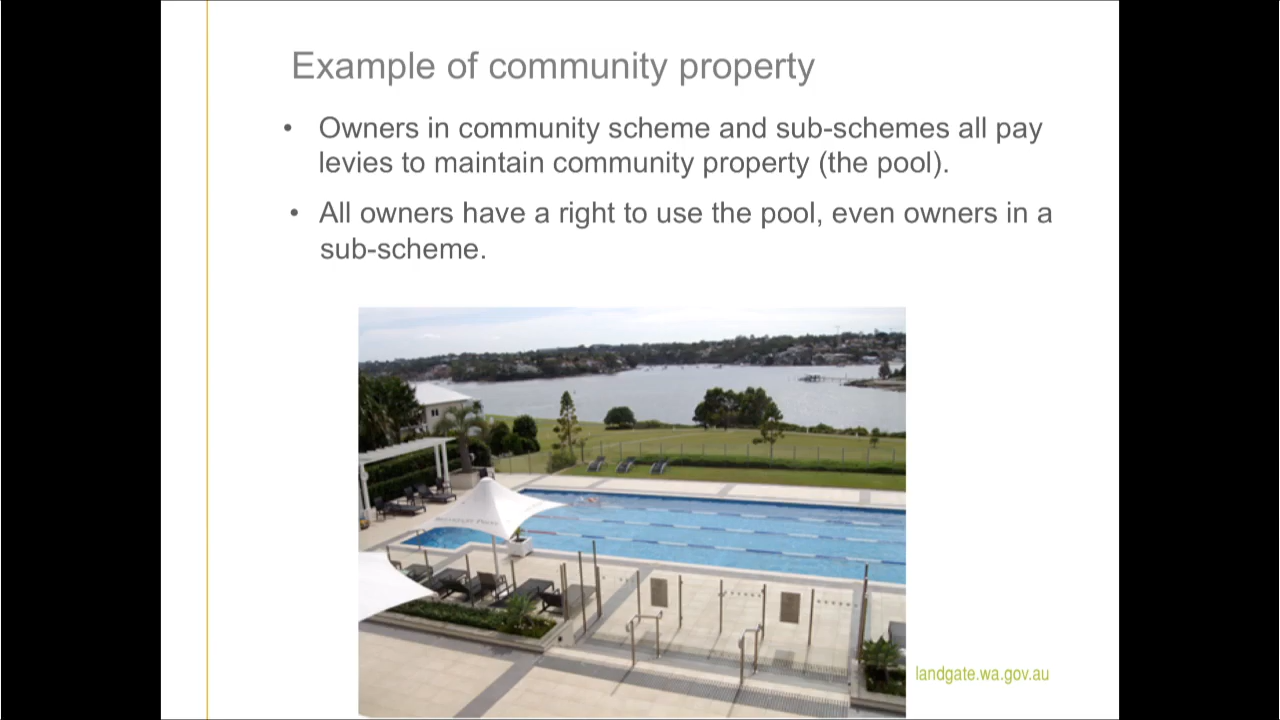 Example of community property
• Owners in community scheme and sub-schemes all pay
levies to maintain community property (the pool).
• All owners have a right to use the pool, even owners in a
sub-scheme.
landgate.wa.gov.au